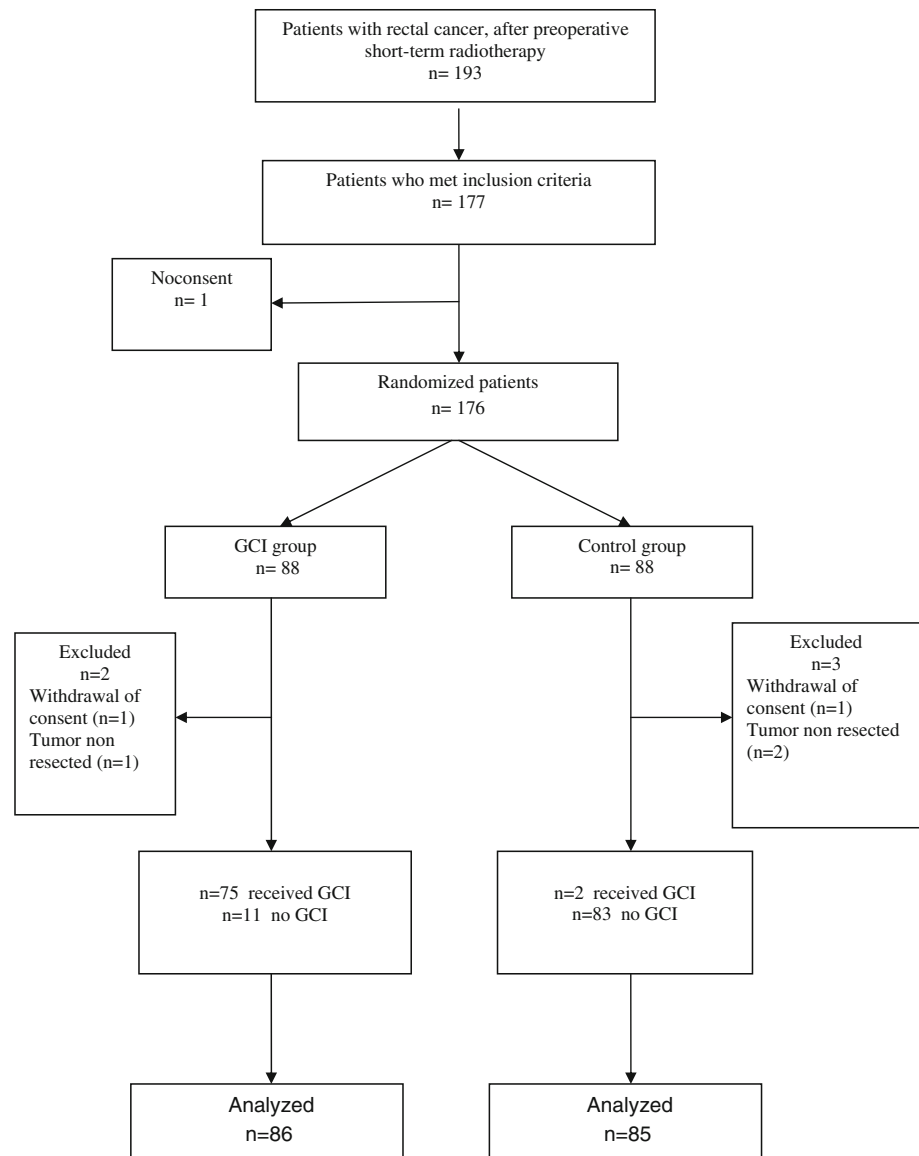 Patients with rectal cancer, after preoperative
short-term radiotherapy
n= 193
Patients who met inclusion criteria
n= 177
Noconsent
n= 1
Randomized patients
n= 176
GCI group
n= 88
Control group
n= 88
Excluded
n=2
Withdrawal of
consent (n=1)
Tumor non
resected (n=1)
Excluded
n=3
Withdrawal of
consent (n=1)
Tumor non resected
(n=2)
n=75 received GCI
n=11 no GCI
n=2 received GCI
n=83 no GCI
Analyzed
n=86
Analyzed
n=85